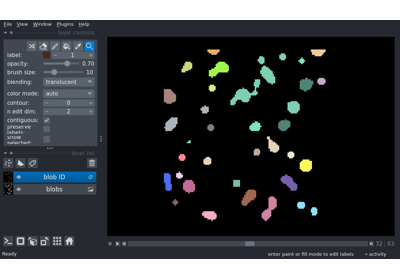 File View Window Plugins Help
layer controls
label: 1
opacity: 0.70
brush size: 10
blending: translucent
color mode: auto
contour: 0
n edit dim: 2
contiguous:
preserve labels:
show selected:
layer list
blob ID
blobs
0 32 63
Ready
enter paint or fill mode to edit labels activity